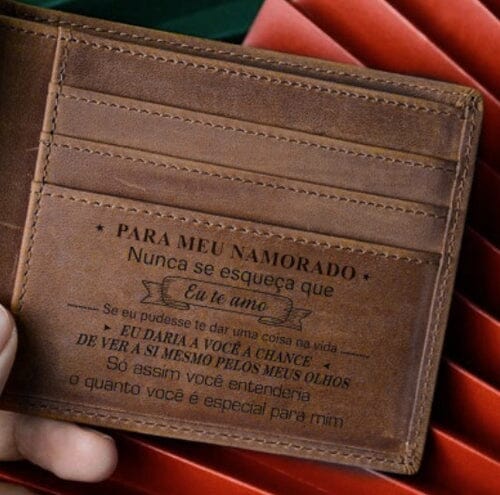 PARA MEU NAMORADO
Nunca se esqueça que
Eu te amo
Se eu pudesse te dar uma coisa na vida
EU DARIA A VOCÊ A CHANCE
DE VER A SI MESMO PELOS MEUS OLHOS
Só assim você entenderia
o quanto você é especial para mim